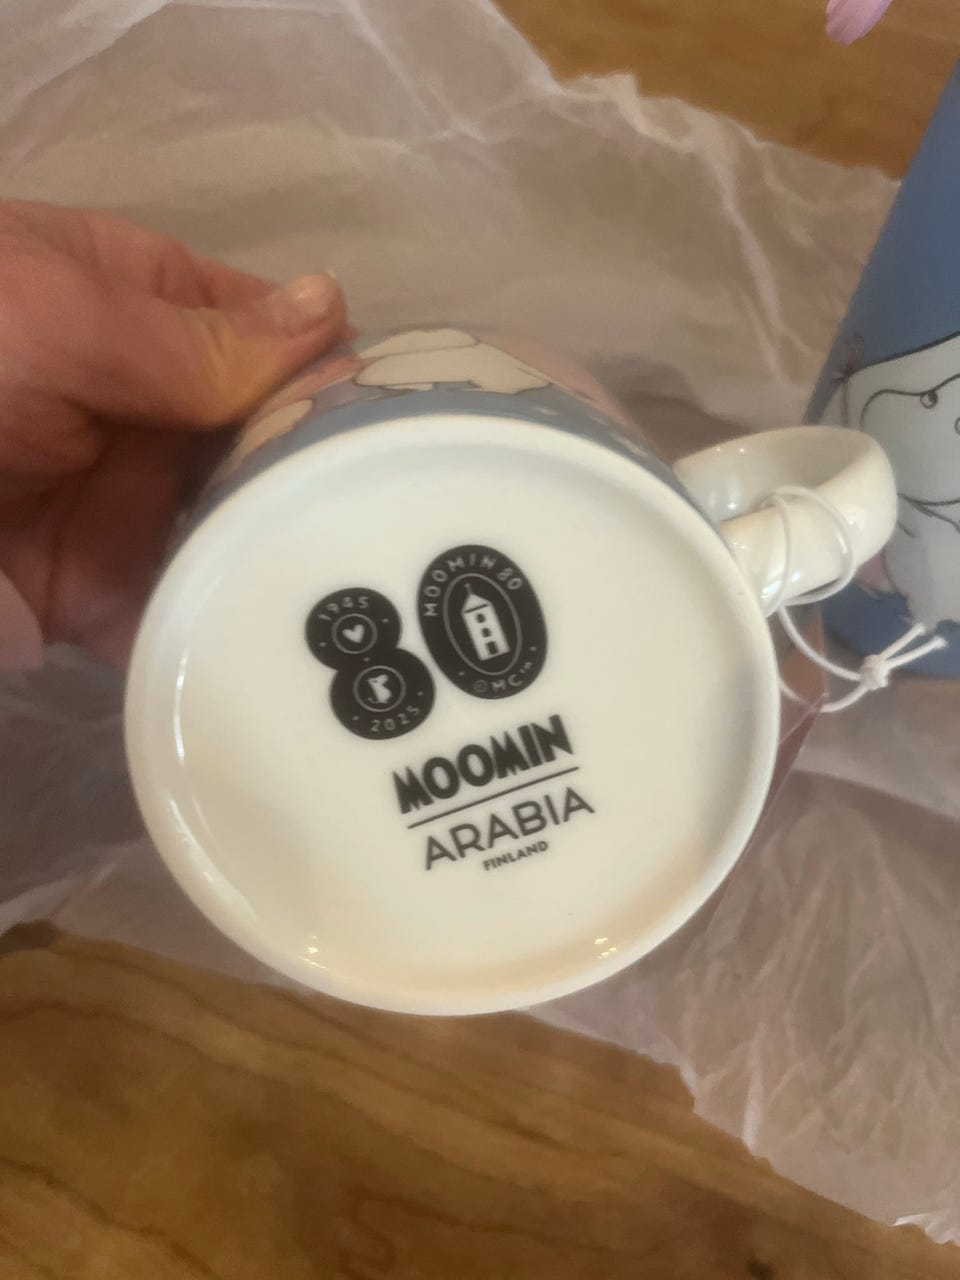 1945
2025
MOOMIN 80
©MC™
MOOMIN
ARABIA
FINLAND